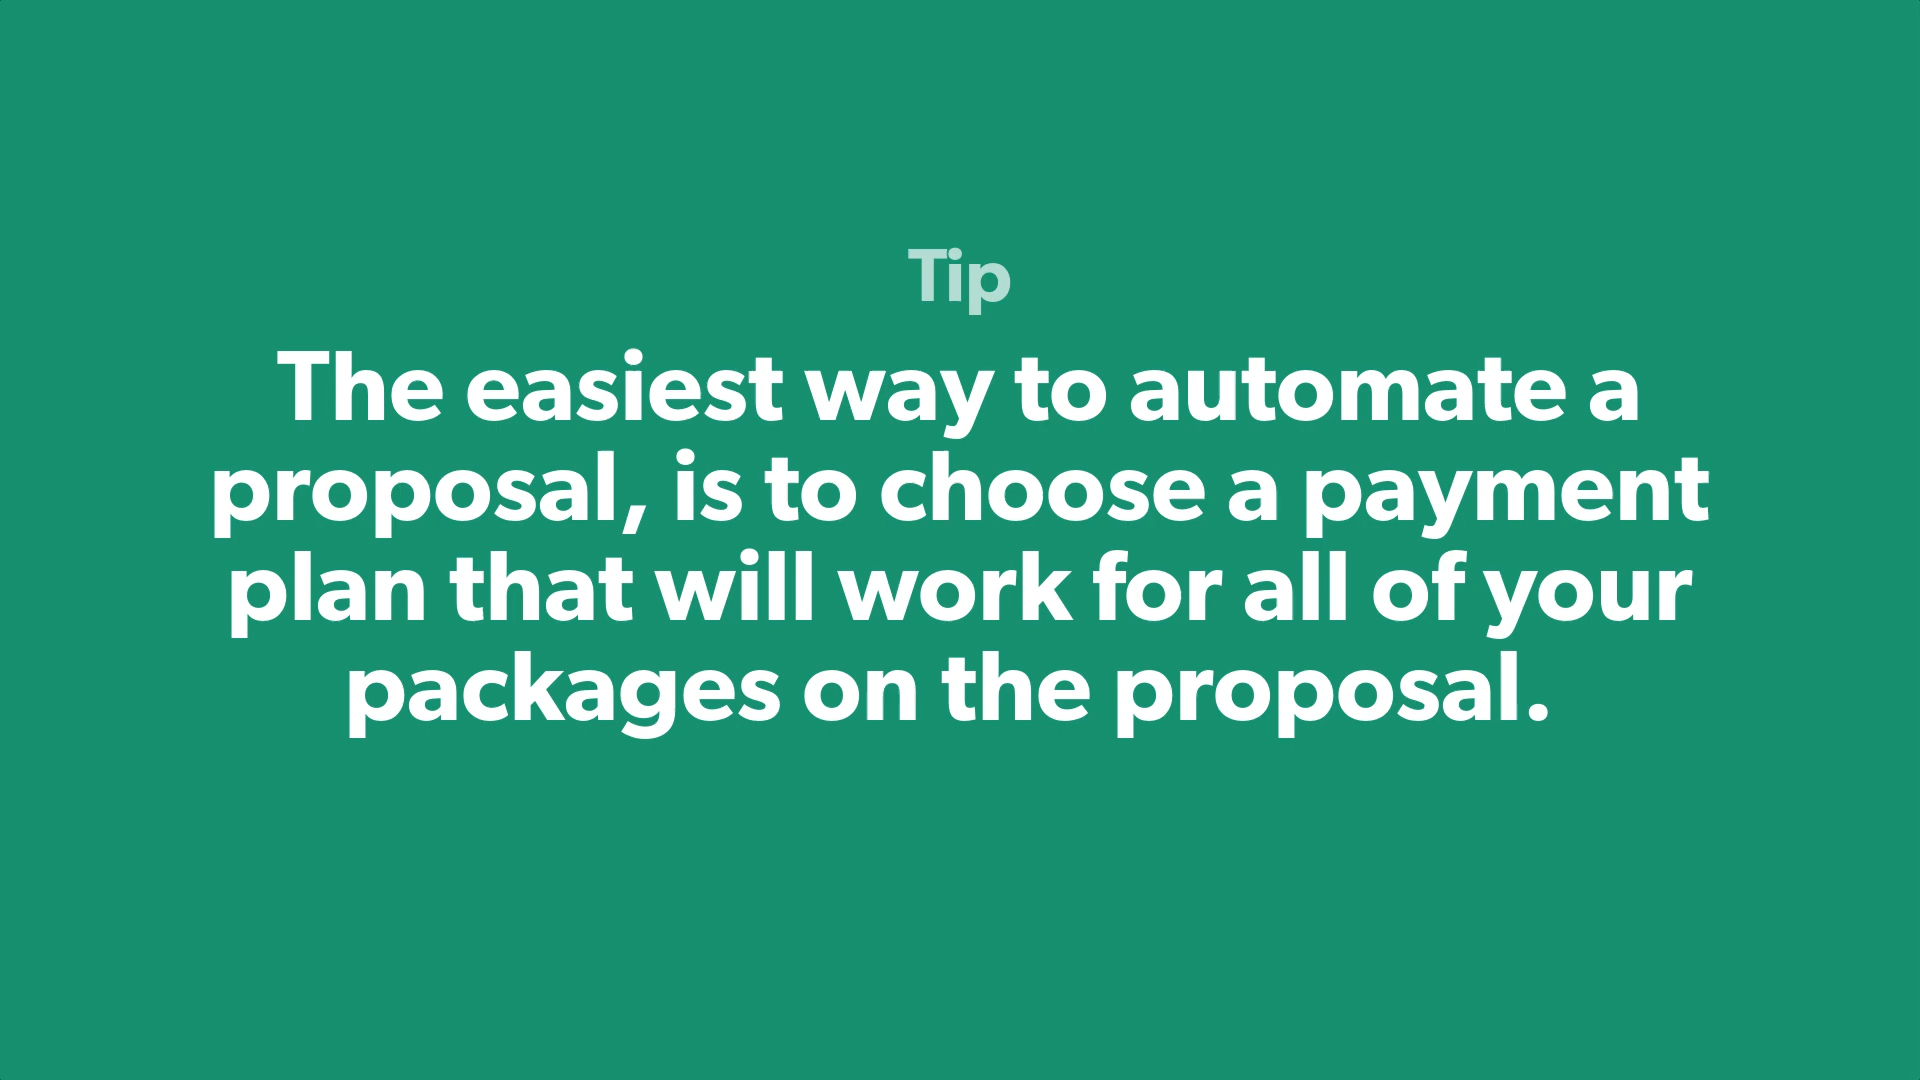 Tip
The easiest way to automate a
proposal, is to choose a payment
plan that will work for all of your
packages on the proposal.